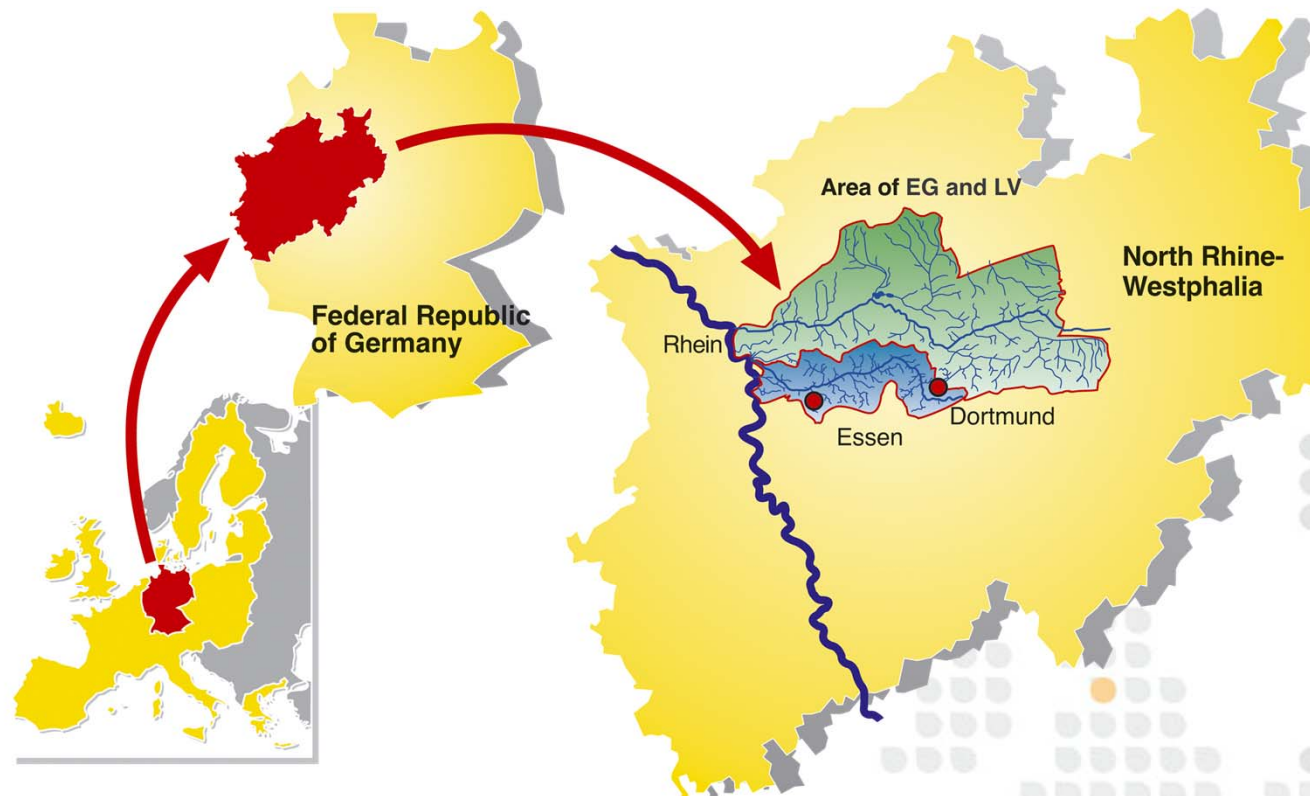 Federal Republic
of Germany
Area of EG and LV
North Rhine-
Westphalia
Rhein
Essen
Dortmund